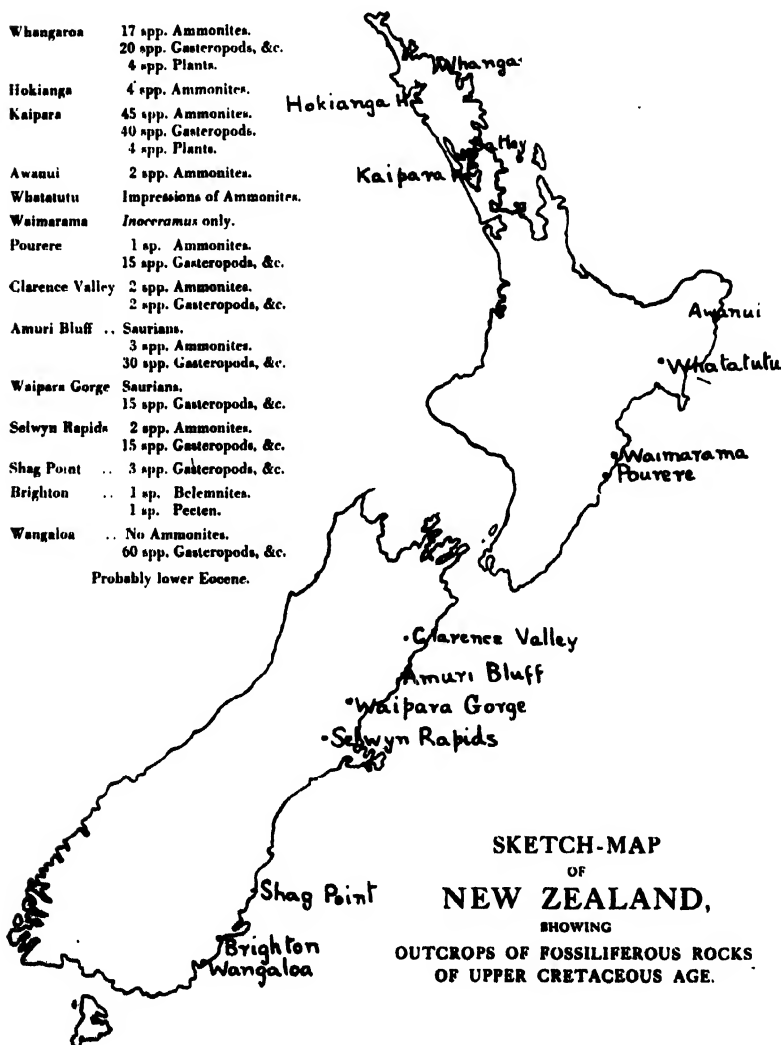 Whangaroa 17 spp. Ammonites.
20 spp. Gasteropods, &c.
4 spp. Plants.
Hokianga 4 spp. Ammonites.
Kaipara 45 spp. Ammonites.
40 spp. Gasteropods.
4 spp. Plants.
Awanui 2 spp. Ammonites.
Whatatutu Impressions of Ammonites.
Waimarama Inoceramus only.
Pourere 1 sp. Ammonites.
15 spp. Gasteropods, &c.
Clarence Valley 2 spp. Ammonites.
2 spp. Gasteropods, &c.
Amuri Bluff .. Saurians.
3 spp. Ammonites.
30 spp. Gasteropods, &c.
Waipara Gorge Saurians.
15 spp. Gasteropods, &c.
Selwyn Rapids 2 spp. Ammonites.
15 spp. Gasteropods, &c.
Shag Point .. 3 spp. Gasteropods, &c.
Brighton .. 1 sp. Belemnites.
1 sp. Pecten.
Wangaloa .. No Ammonites.
60 spp. Gasteropods, &c.
Probably lower Eocene.
Whanga
Hokianga H
Kaipara H
Awanui
Whatatutu
Waimarama
Pourere
Clarence Valley
Amuri Bluff
Waipara Gorge
Selwyn Rapids
Shag Point
Brighton
Wangaloa
SKETCH-MAP
OF
NEW ZEALAND,
SHOWING
OUTCROPS OF FOSSILIFEROUS ROCKS
OF UPPER CRETACEOUS AGE.